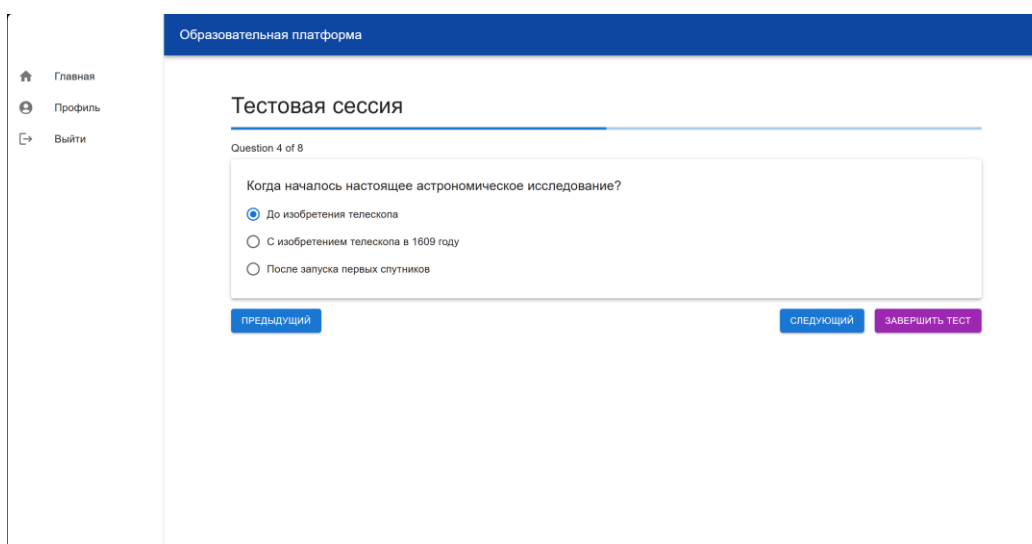 Образовательная платформа
Главная
Профиль
Выйти
Тестовая сессия
Question 4 of 8
Когда началось настоящее астрономическое исследование?
До изобретения телескопа
С изобретением телескопа в 1609 году
После запуска первых спутников
ПРЕДЫДУЩИЙ
СЛЕДУЮЩИЙ
ЗАВЕРШИТЬ ТЕСТ